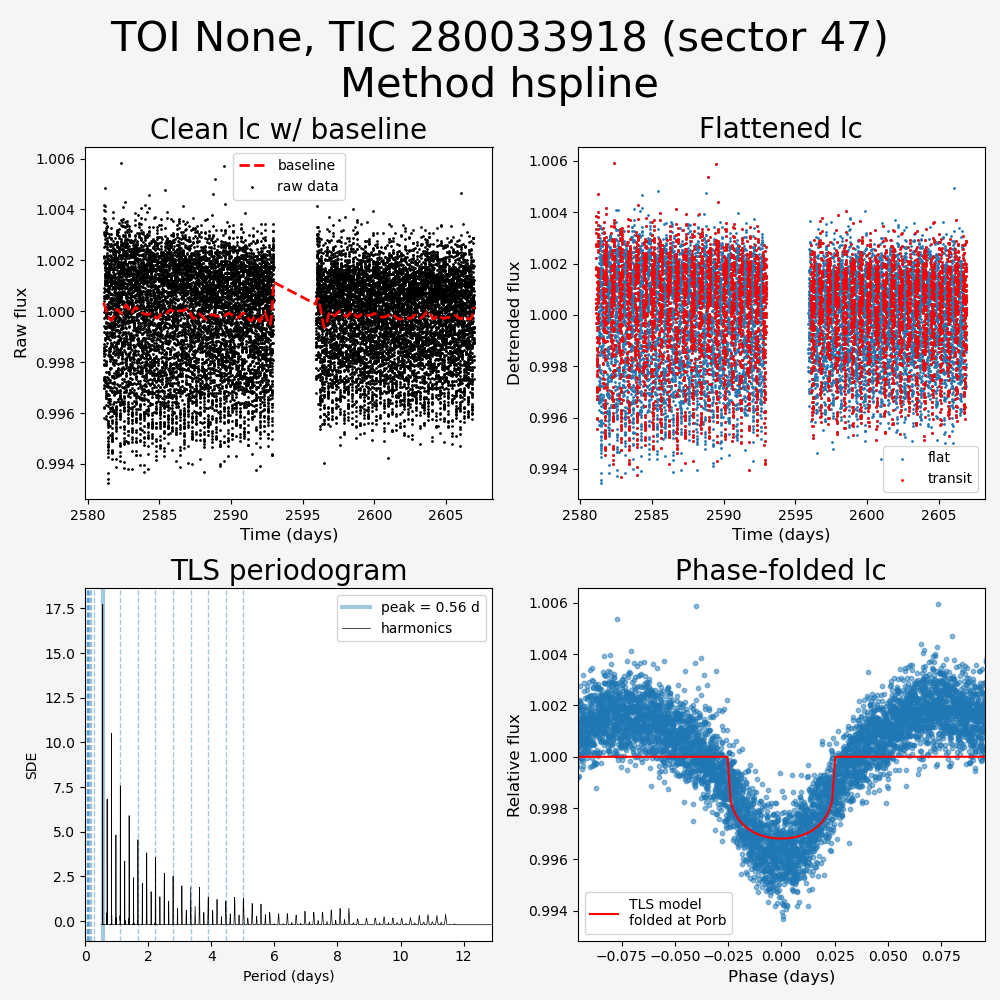 TOI None, TIC 280033918 (sector 47)
Method hspline
Clean lc w/ baseline
baseline
raw data
1.006
1.004
1.002
1.000
0.998
0.996
0.994
Raw flux
2580
2585
2590
2595
2600
2605
Time (days)
Flattened lc
1.006
1.004
1.002
1.000
0.998
0.996
0.994
Detrended flux
flat
transit
2580
2585
2590
2595
2600
2605
Time (days)
TLS periodogram
peak = 0.56 d
harmonics
17.5
15.0
12.5
10.0
7.5
5.0
2.5
0.0
SDE
0
2
4
6
8
10
12
Period (days)
Phase-folded lc
1.006
1.004
1.002
1.000
0.998
0.996
0.994
Relative flux
TLS model
folded at Porb
−0.075
−0.050
−0.025
0.000
0.025
0.050
0.075
Phase (days)